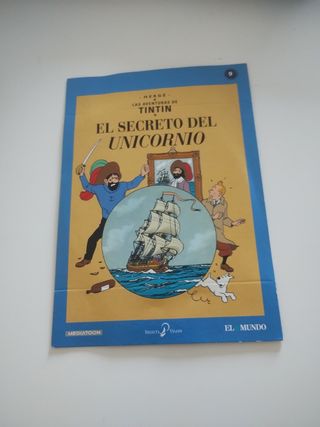 9
- HERGÉ -
LAS AVENTURAS DE
TINTIN
EL SECRETO DEL
UNICORNIO
MEDIATOON
EL MUNDO